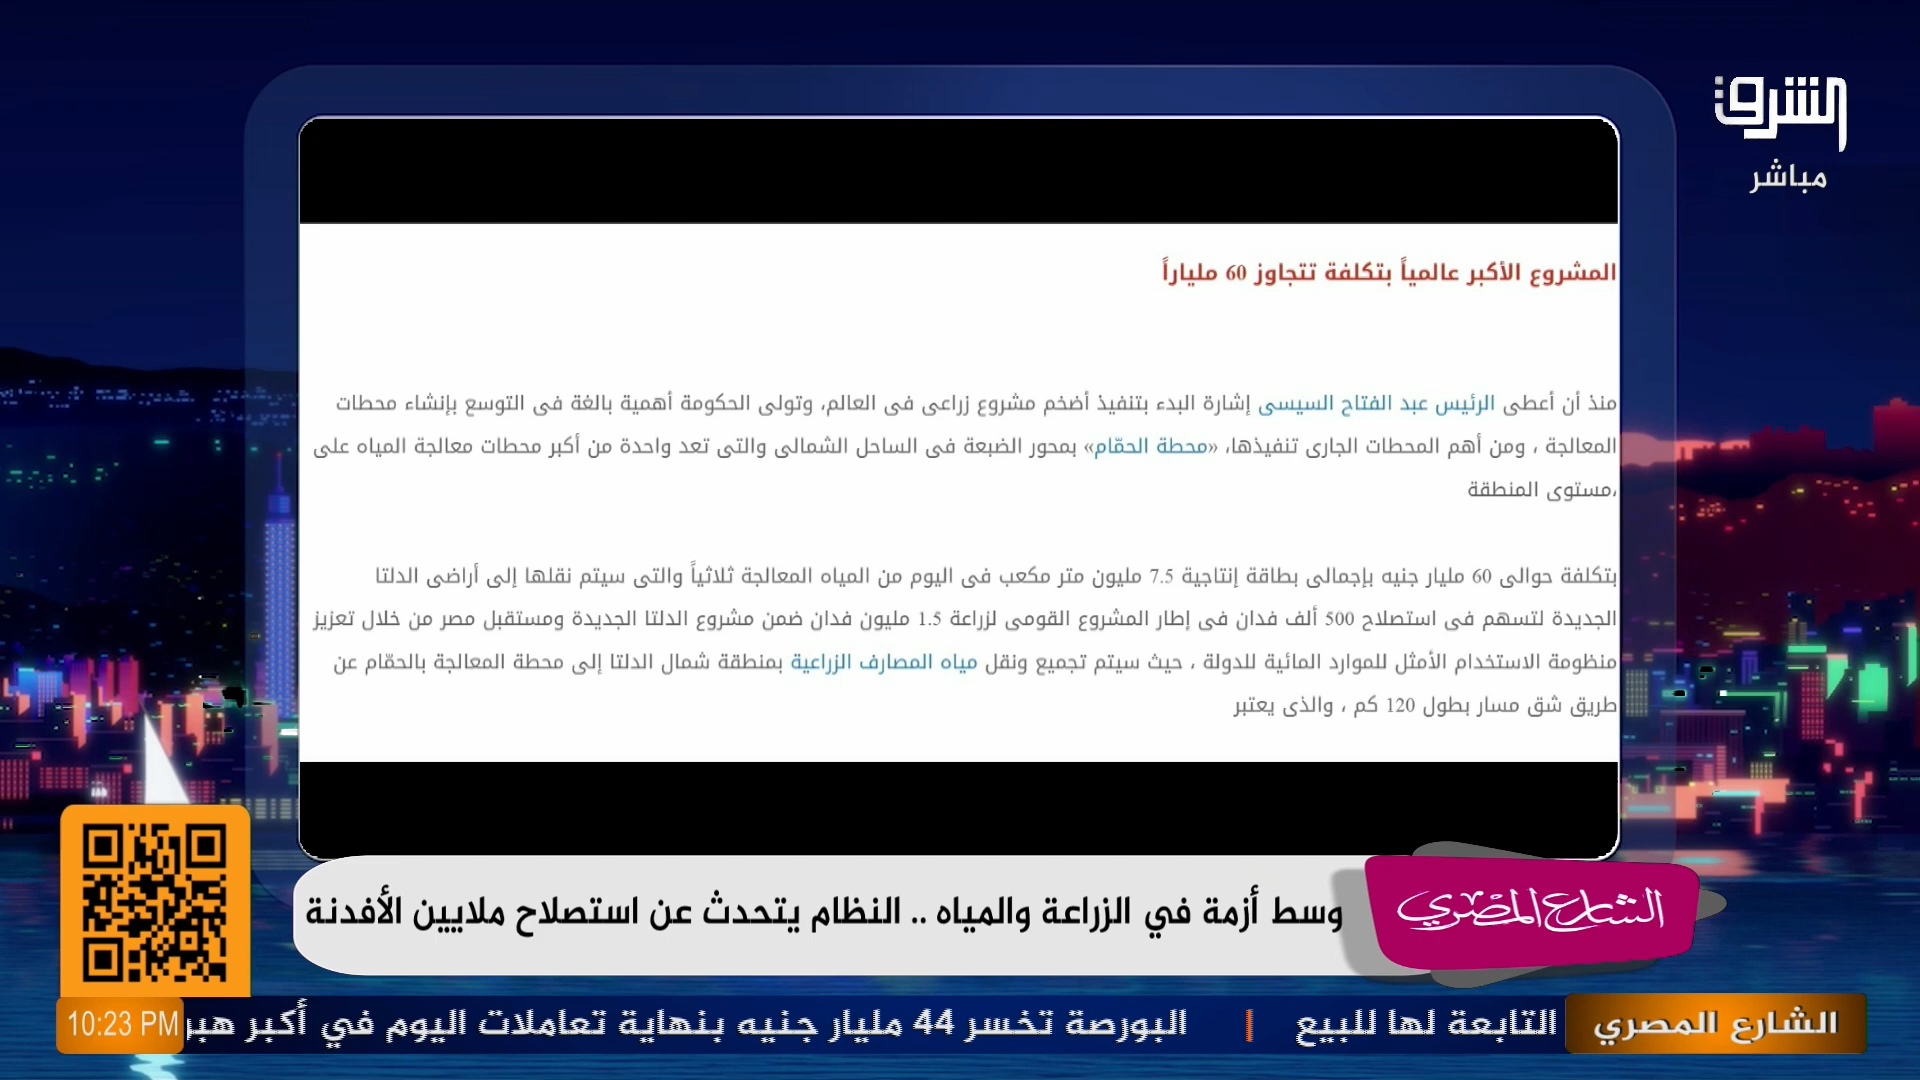 الشرق
مباشر
المشروع الأكبر عالمياً بتكلفة تتجاوز 60 ملياراً
منذ أن أعطى الرئيس عبد الفتاح السيسى إشارة البدء بتنفيذ أضخم مشروع زراعى فى العالم، وتولى الحكومة أهمية بالغة فى التوسع بإنشاء محطات
المعالجة ، ومن أهم المحطات الجارى تنفيذها، «محطة الحمّام» بمحور الضبعة فى الساحل الشمالى والتى تعد واحدة من أكبر محطات معالجة المياه على
،مستوى المنطقة
بتكلفة حوالى 60 مليار جنيه بإجمالى بطاقة إنتاجية 7.5 مليون متر مكعب فى اليوم من المياه المعالجة ثلاثياً والتى سيتم نقلها إلى أراضى الدلتا
الجديدة لتسهم فى استصلاح 500 ألف فدان فى إطار المشروع القومى لزراعة 1.5 مليون فدان ضمن مشروع الدلتا الجديدة ومستقبل مصر من خلال تعزيز
منظومة الاستخدام الأمثل للموارد المائية للدولة ، حيث سيتم تجميع ونقل مياه المصارف الزراعية بمنطقة شمال الدلتا إلى محطة المعالجة بالحمّام عن
طريق شق مسار بطول 120 كم ، والذى يعتبر
الشارع المصري
وسط أزمة في الزراعة والمياه .. النظام يتحدث عن استصلاح ملايين الأفدنة
الشارع المصري
التابعة لها للبيع | البورصة تخسر 44 مليار جنيه بنهاية تعاملات اليوم في أكبر هبو
10:23 PM